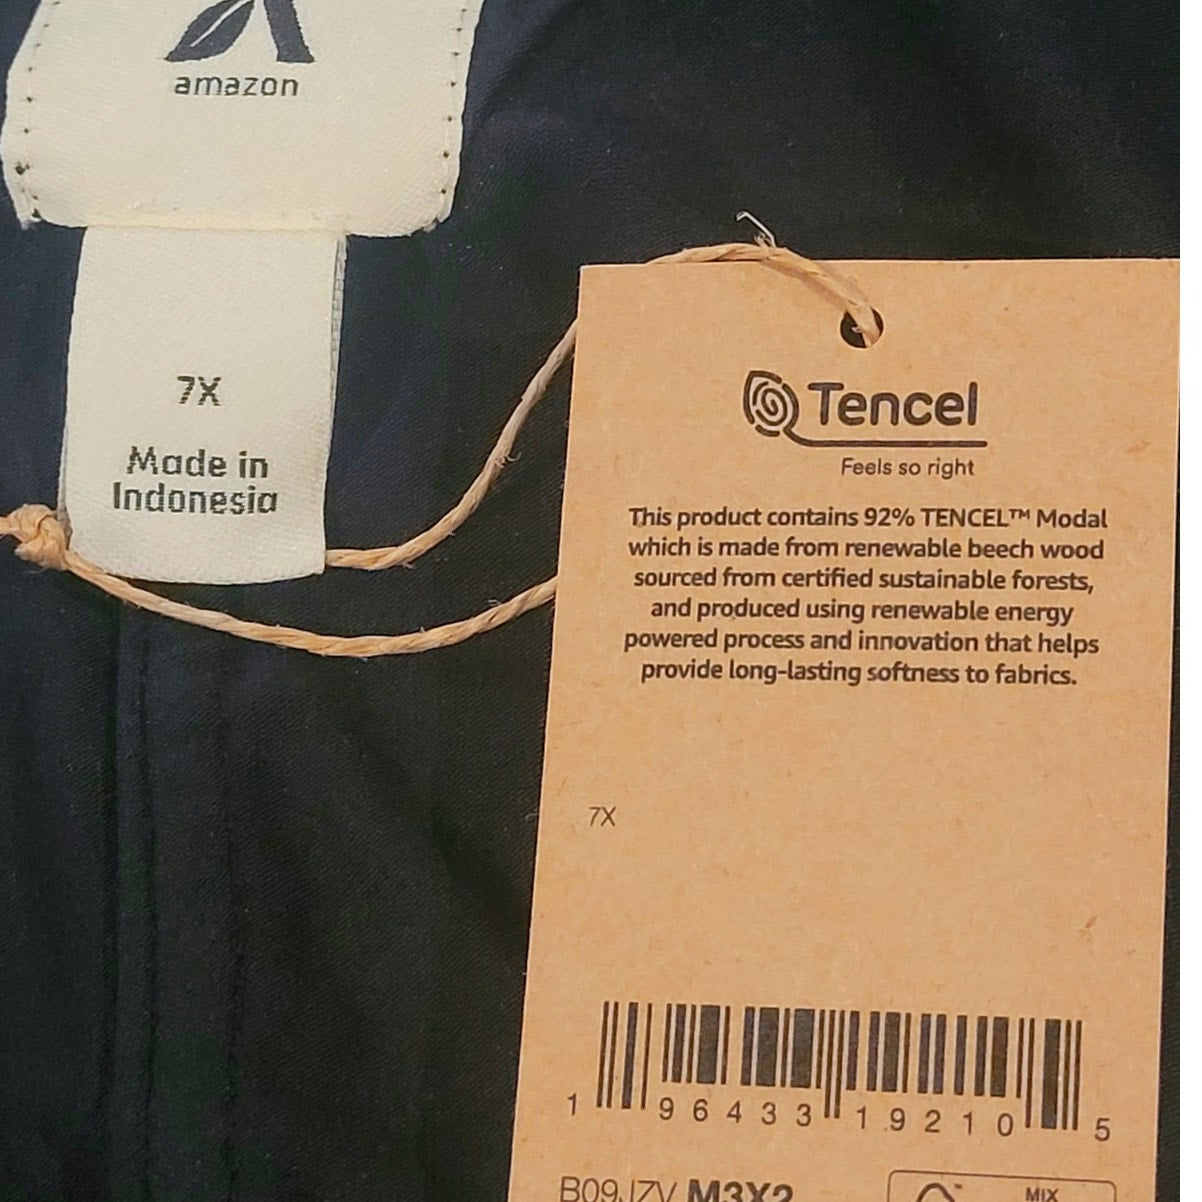 amazon
7X
Made in
Indonesia
Tencel
Feels so right
This product contains 92% TENCEL™ Modal
which is made from renewable beech wood
sourced from certified sustainable forests,
and produced using renewable energy
powered process and innovation that helps
provide long-lasting softness to fabrics.
7X
1 96433 19210 5
B09JZV M3X2
MIX